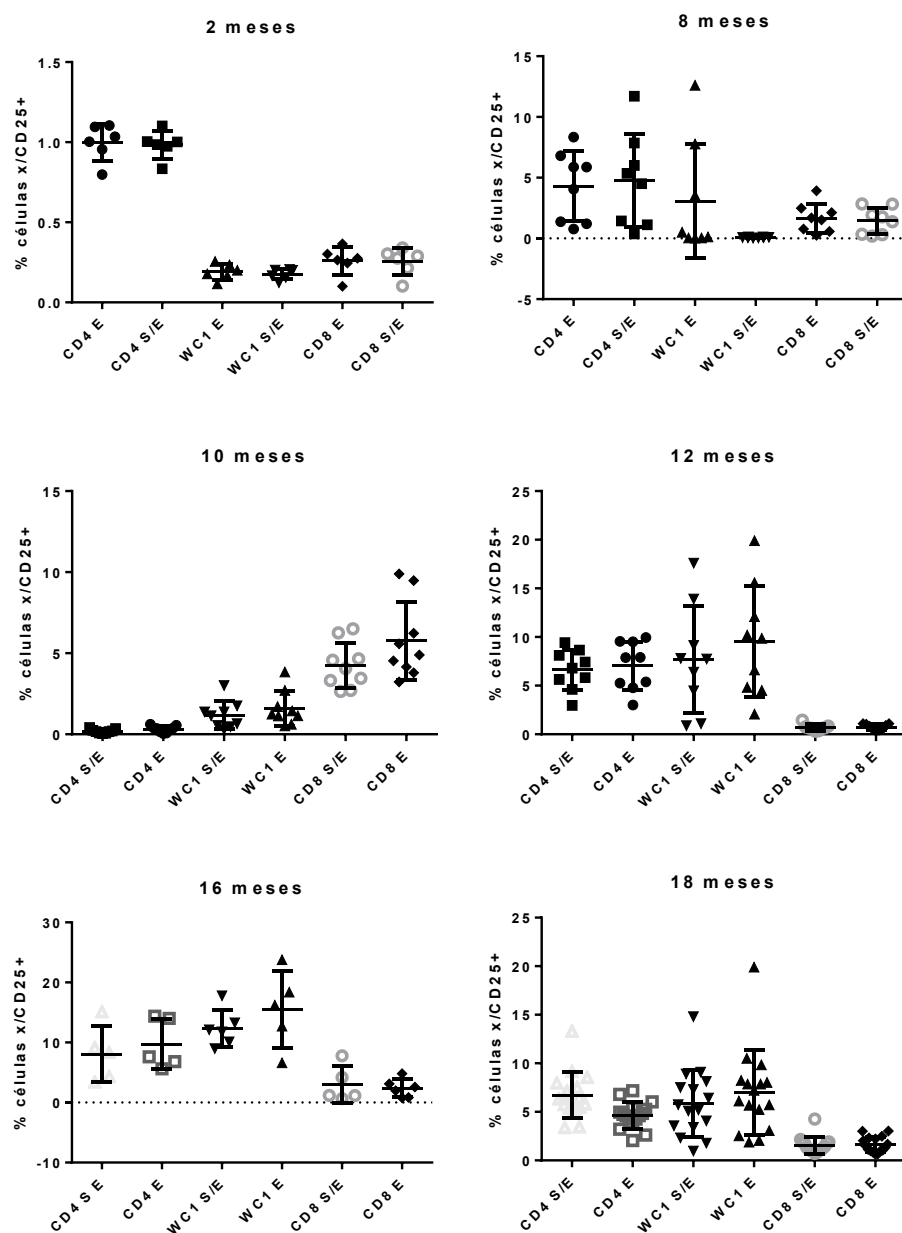 2 meses
% células x/CD25+
1.5
1.0
0.5
0.0
CD4 E
CD4 S/E
WC1 E
WC1 S/E
CD8 E
CD8 S/E
8 meses
% células x/CD25+
15
10
5
0
-5
CD4 E
CD4 S/E
WC1 E
WC1 S/E
CD8 E
CD8 S/E
10 meses
% células x/CD25+
15
10
5
0
CD4 S/E
CD4 E
WC1 S/E
WC1 E
CD8 S/E
CD8 E
12 meses
% células x/CD25+
25
20
15
10
5
0
CD4 S/E
CD4 E
WC1 S/E
WC1 E
CD8 S/E
CD8 E
16 meses
% células x/CD25+
30
20
10
0
-10
CD4 S E
CD4 E
WC1 S/E
WC1 E
CD8 S/E
CD8 E
18 meses
% células x/CD25+
25
20
15
10
5
0
CD4 S/E
CD4 E
WC1 S/E
WC1 E
CD8 S/E
CD8 E